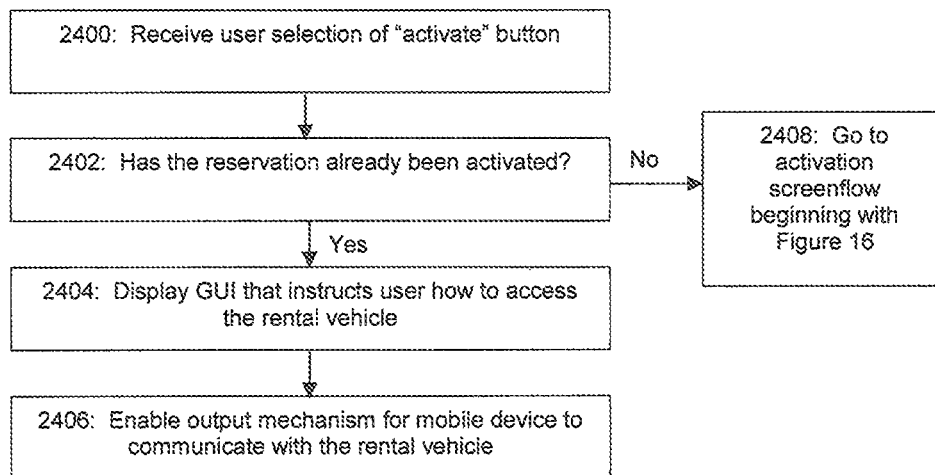 2400: Receive user selection of “activate” button
2402: Has the reservation already been activated?
No
2408: Go to
activation
screenflow
beginning with
Figure 16
Yes
2404: Display GUI that instructs user how to access
the rental vehicle
2406: Enable output mechanism for mobile device to
communicate with the rental vehicle